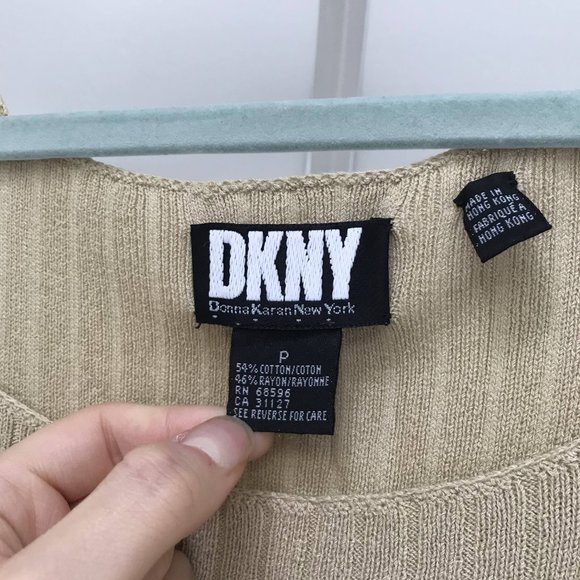 DKNY
Donna Karan New York
P
54% COTTON/COTON
46% RAYON/RAYONNE
RN 68596
CA 31127
SEE REVERSE FOR CARE
MADE IN
HONG KONG
FABRIQUÉ A
HONG KONG